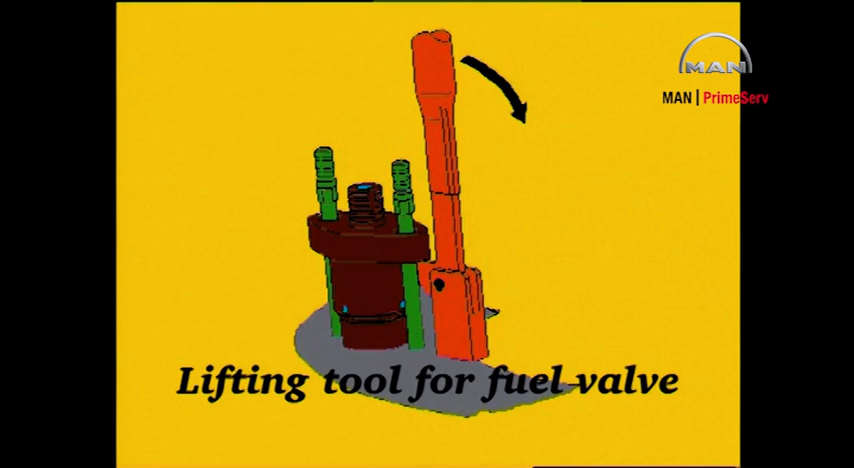 MAN
MAN | PrimeServ
Lifting tool for fuel valve